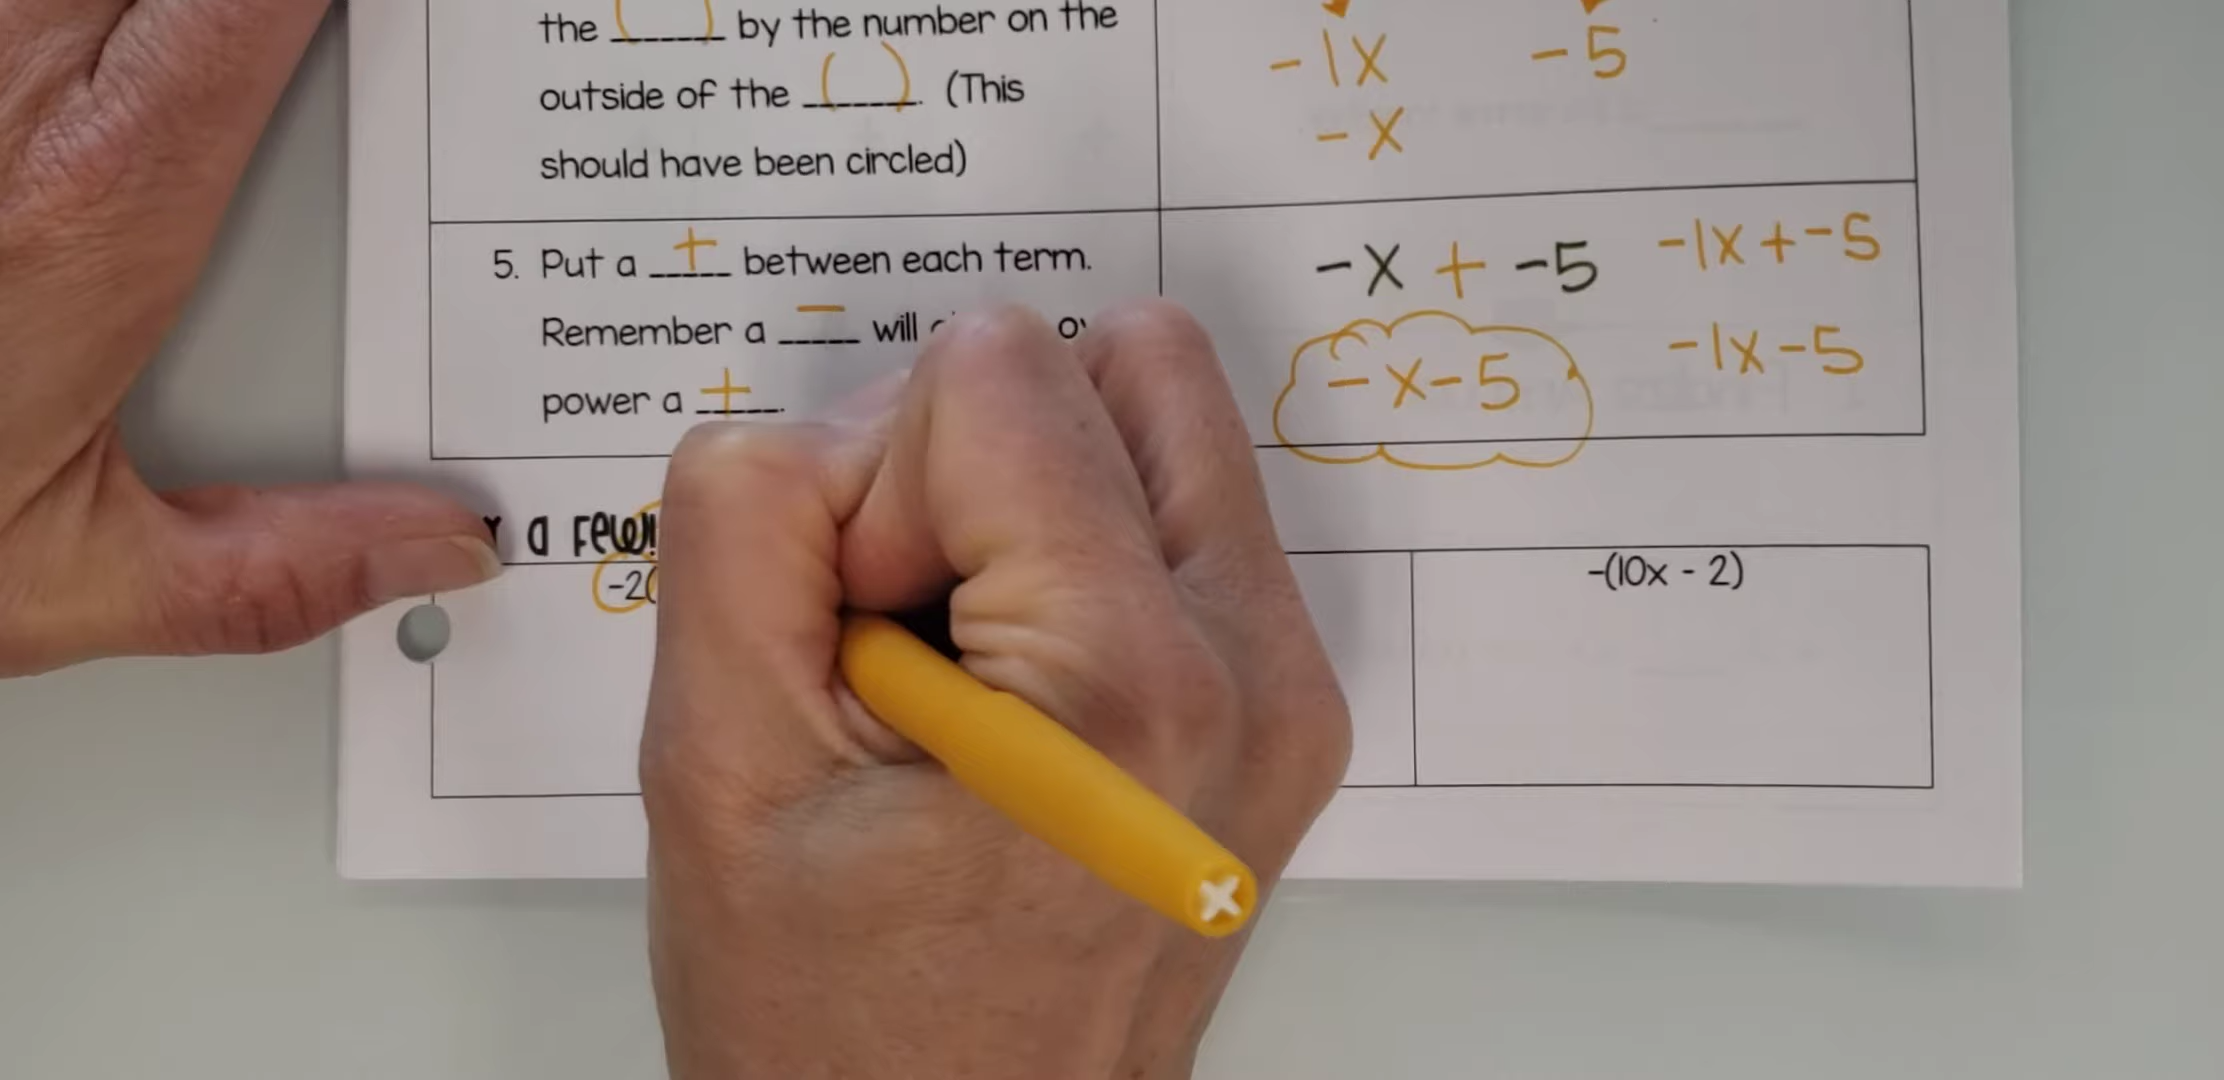 the ( ) by the number on the
outside of the ( ). (This
should have been circled)
-1x -5
-x
5. Put a + between each term.
Remember a - will
power a +.
-x + -5
-x-5
-1x+-5
-1x-5
a Few!
-2(
-(10x - 2)